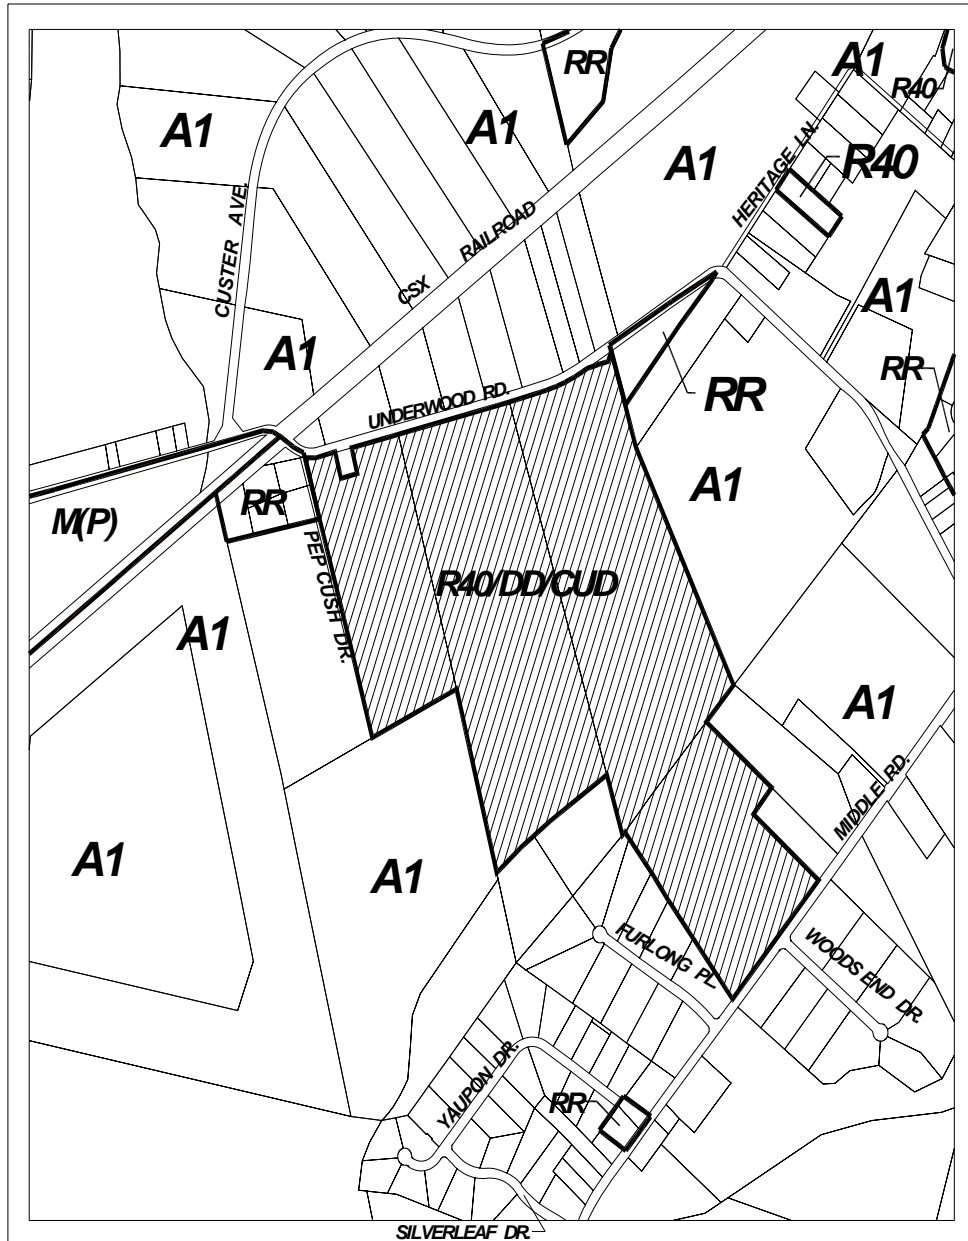 RR
A1
R40
A1
A1
A1
HERITAGE LN.
R40
CUSTER AVE.
CSX RAILROAD
A1
A1
RR
UNDERWOOD RD.
RR
A1
M(P)
RR
PEP CUSH DR.
R40/DD/CUD
A1
A1
MIDDLE RD.
A1
A1
FURLONG PL
WOODS END DR.
YAUPON DR.
RR
SILVERLEAF DR.